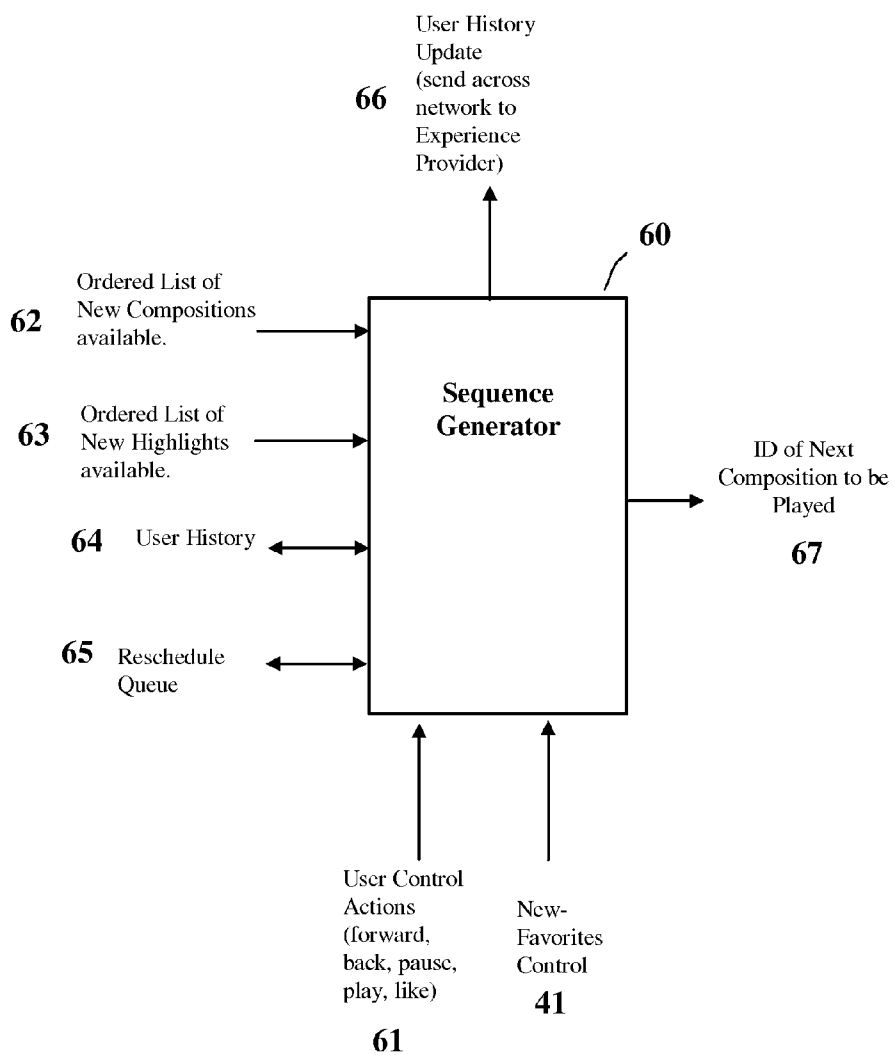 User History
Update
(send across
network to
Experience
Provider)
66
60
Ordered List of
New Compositions
available.
62
Sequence
Generator
Ordered List of
New Highlights
available.
63
ID of Next
Composition to be
Played
67
64
User History
65
Reschedule
Queue
User Control
Actions
(forward,
back, pause,
play, like)
61
New-
Favorites
Control
41